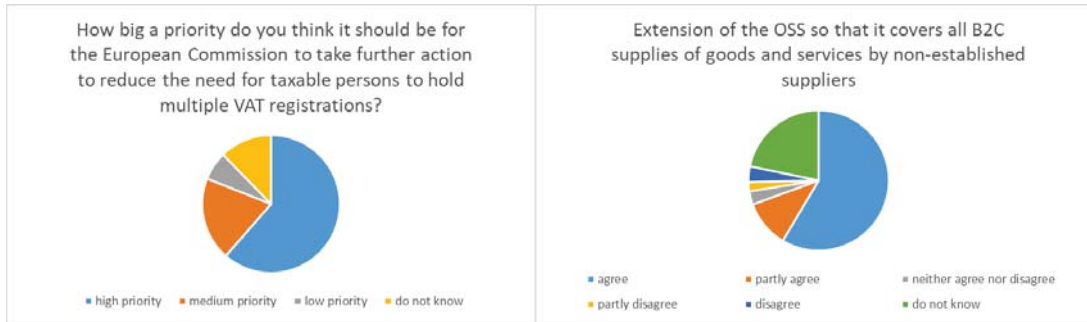 How big a priority do you think it should be for
the European Commission to take further action
to reduce the need for taxable persons to hold
multiple VAT registrations?
high priority medium priority low priority do not know
Extension of the OSS so that it covers all B2C
supplies of goods and services by non-established
suppliers
agree partly agree neither agree nor disagree
partly disagree disagree do not know